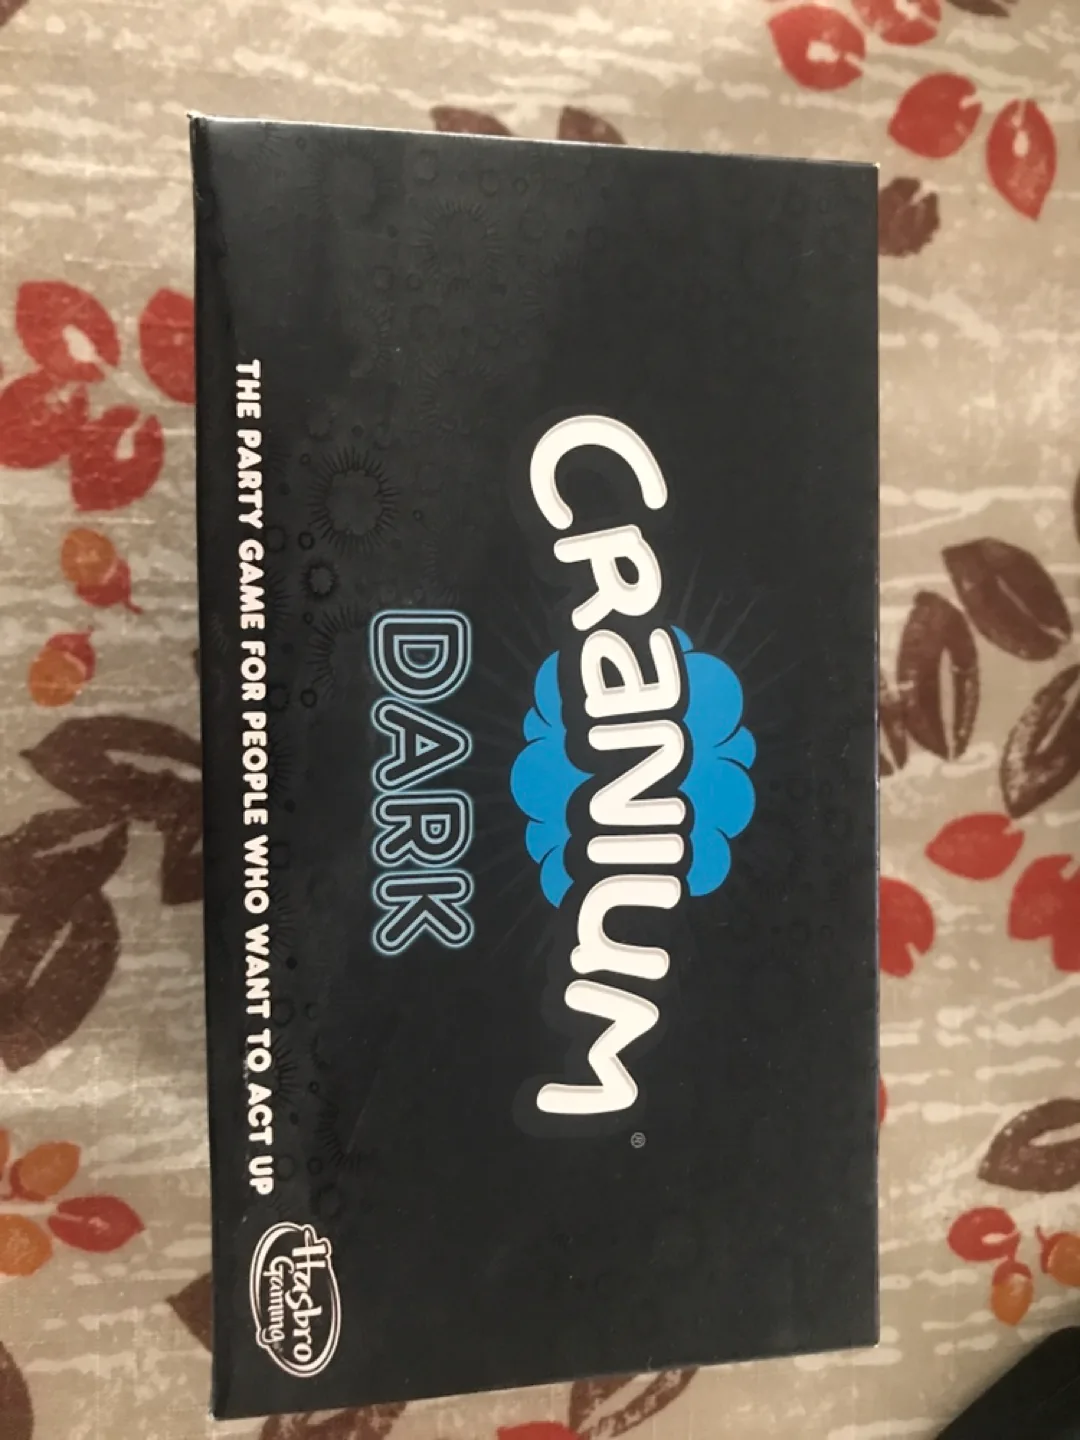 CRaNIUM®
DARK
THE PARTY GAME FOR PEOPLE WHO WANT TO ACT UP
Hasbro
Gaming